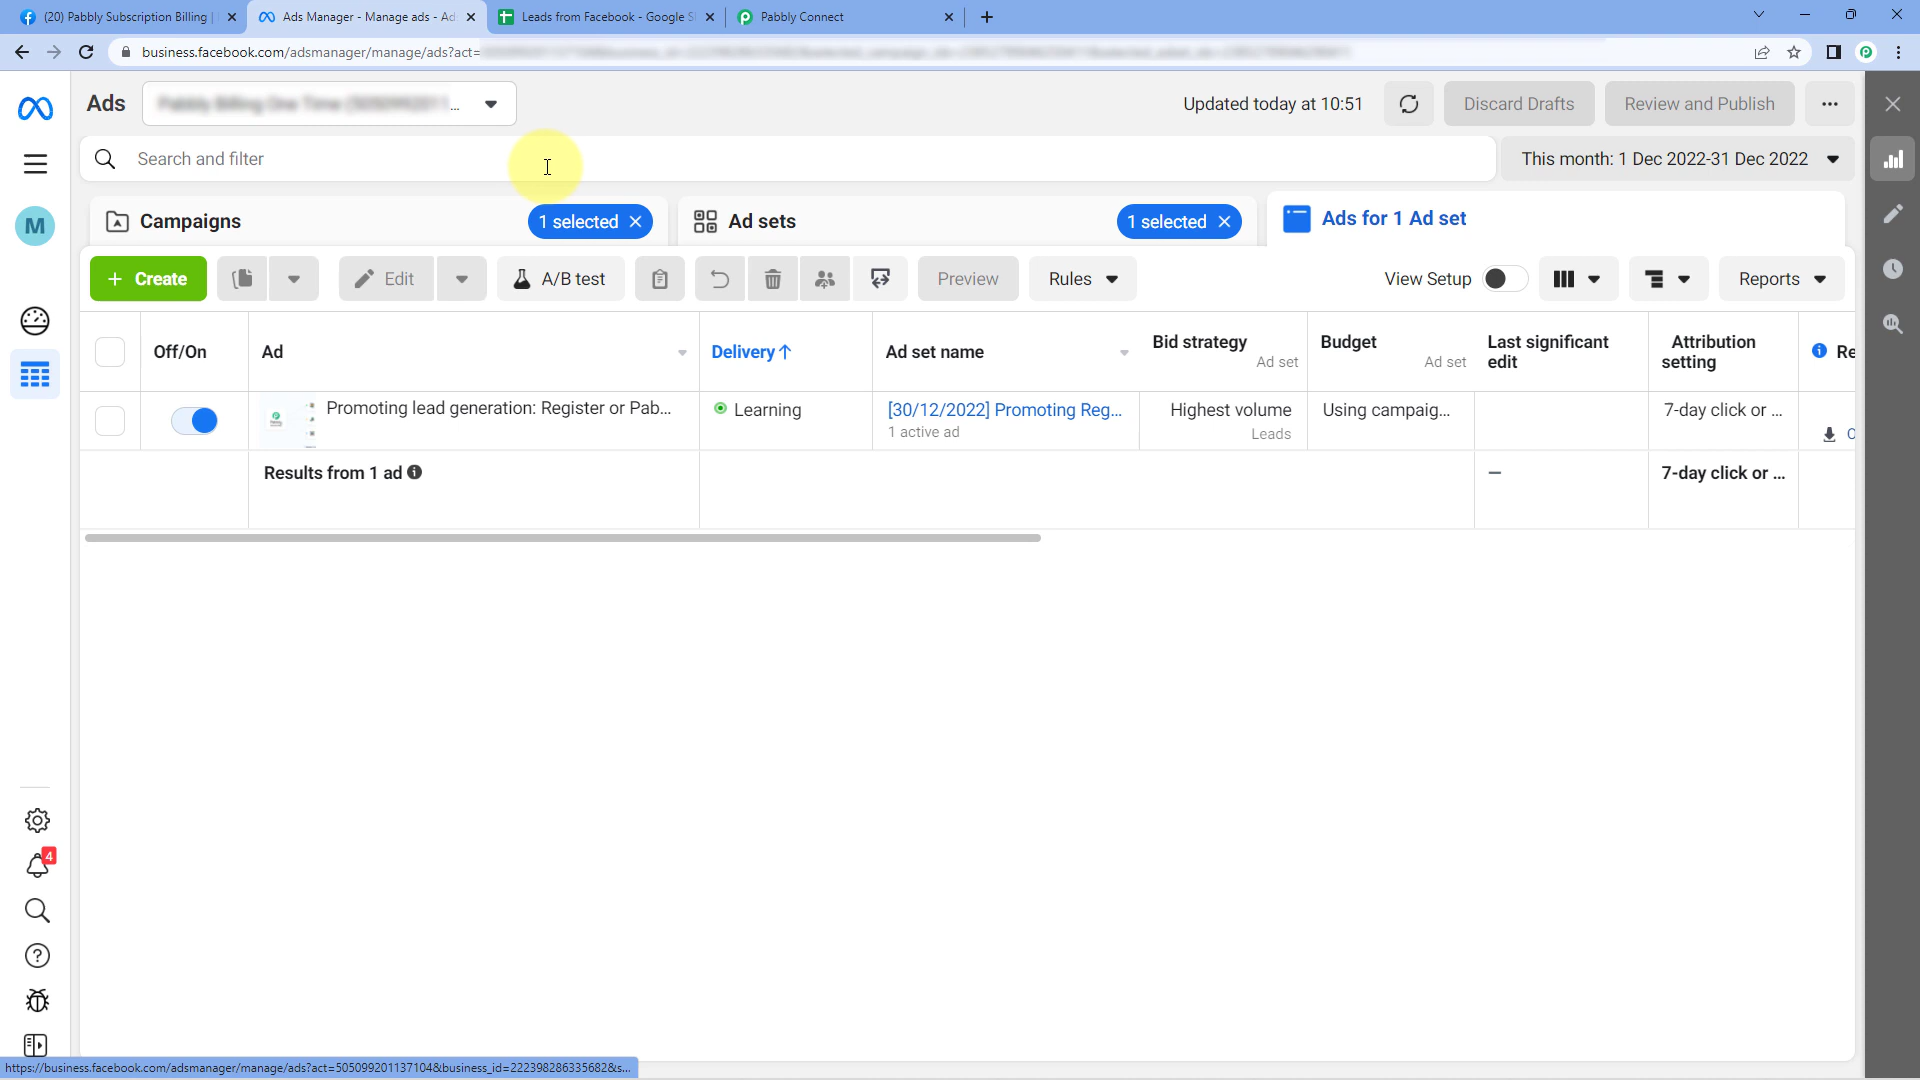 (20) Pabbly Subscription Billing |
Ads Manager - Manage ads - Ad
Leads from Facebook - Google S
Pabbly Connect
business.facebook.com/adsmanager/manage/ads?act=
Ads
Updated today at 10:51
Discard Drafts
Review and Publish
Search and filter
This month: 1 Dec 2022-31 Dec 2022
M
Campaigns
1 selected
Ad sets
1 selected
Ads for 1 Ad set
+ Create
Edit
A/B test
Preview
Rules
View Setup
Reports
Off/On
Ad
Delivery↑
Ad set name
Bid strategy
Ad set
Budget
Ad set
Last significant
edit
Attribution
setting
Re
Promoting lead generation: Register or Pab...
Learning
[30/12/2022] Promoting Reg...
1 active ad
Highest volume
Leads
Using campaig...
7-day click or ...
Results from 1 ad
—
7-day click or ...
4
https://business.facebook.com/adsmanager/manage/ads?act=505099201137104&business_id=222398286335682&s...